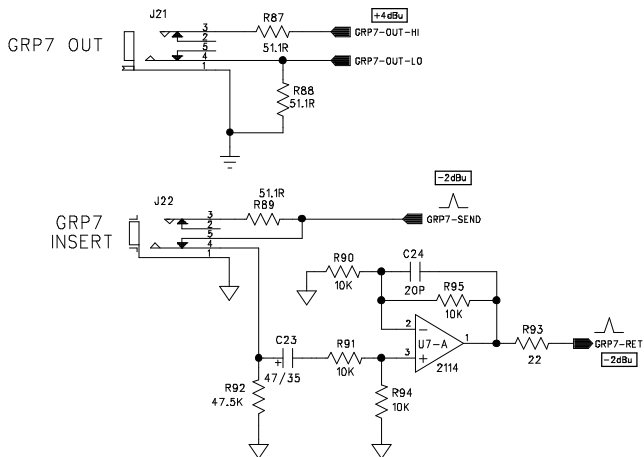 J21
+4dBu
GRP7 OUT
3
2
5
4
1
R87
51.1R
GRP7-OUT-HI
GRP7-OUT-LO
R88
51.1R
J22
GRP7
INSERT
3
2
5
4
1
51.1R
R89
-2dBu
GRP7-SEND
R90
10K
C24
20P
R95
10K
2
-
U7-A
1
3
+
2114
R93
22
GRP7-RET
-2dBu
C23
+
47/35
R91
10K
R92
47.5K
R94
10K